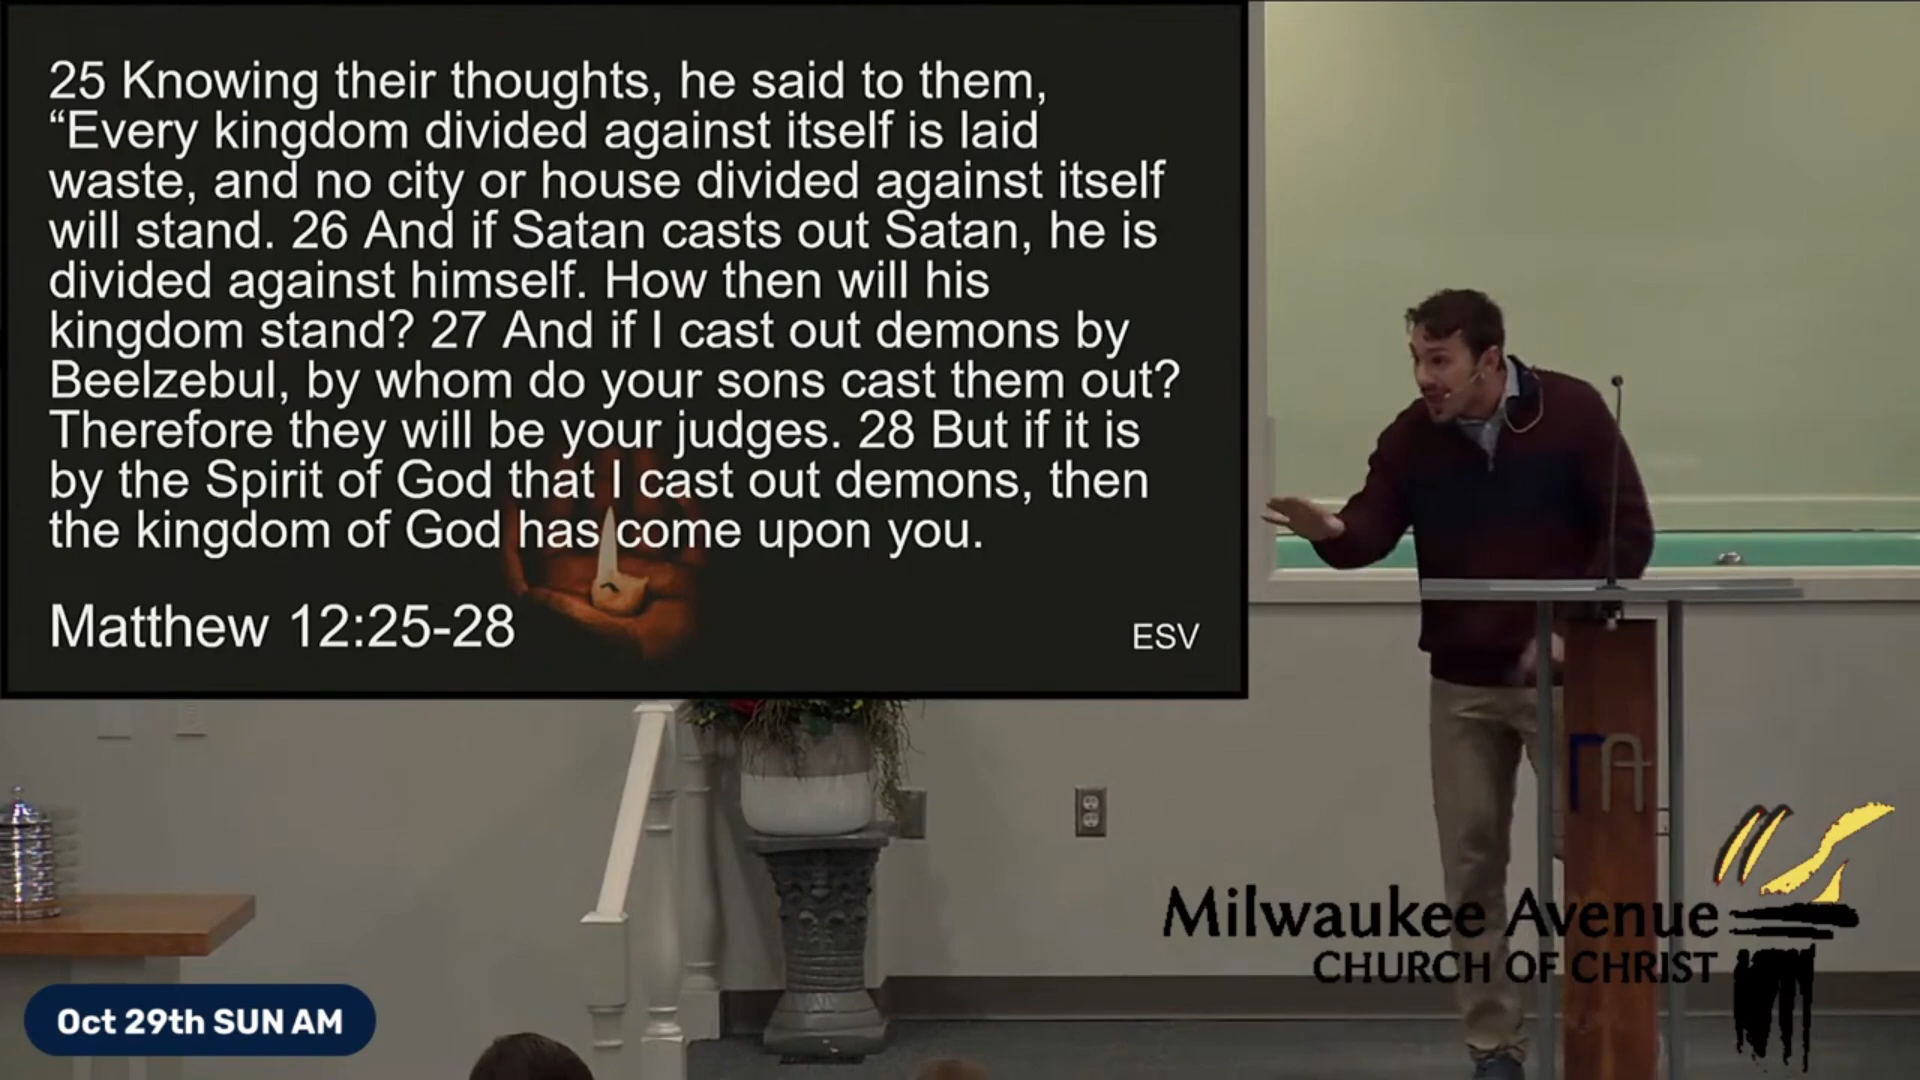 25 Knowing their thoughts, he said to them,
“Every kingdom divided against itself is laid
waste, and no city or house divided against itself
will stand. 26 And if Satan casts out Satan, he is
divided against himself. How then will his
kingdom stand? 27 And if I cast out demons by
Beelzebul, by whom do your sons cast them out?
Therefore they will be your judges. 28 But if it is
by the Spirit of God that I cast out demons, then
the kingdom of God has come upon you.
Matthew 12:25-28
ESV
Milwaukee Avenue
CHURCH OF CHRIST
Oct 29th SUN AM